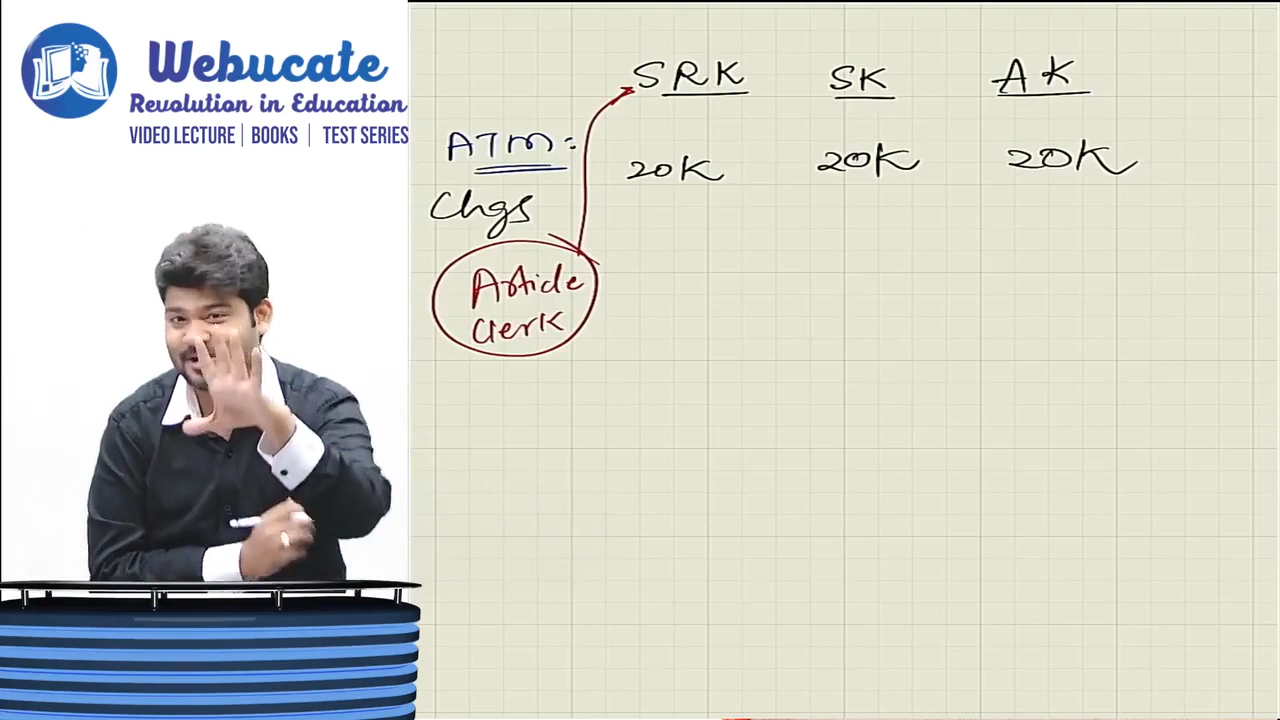 Webucate
Revolution in Education
VIDEO LECTURE | BOOKS | TEST SERIES
SRK SK AK
ATM:
20K 20K 20K
Chgs
Article
Clerk